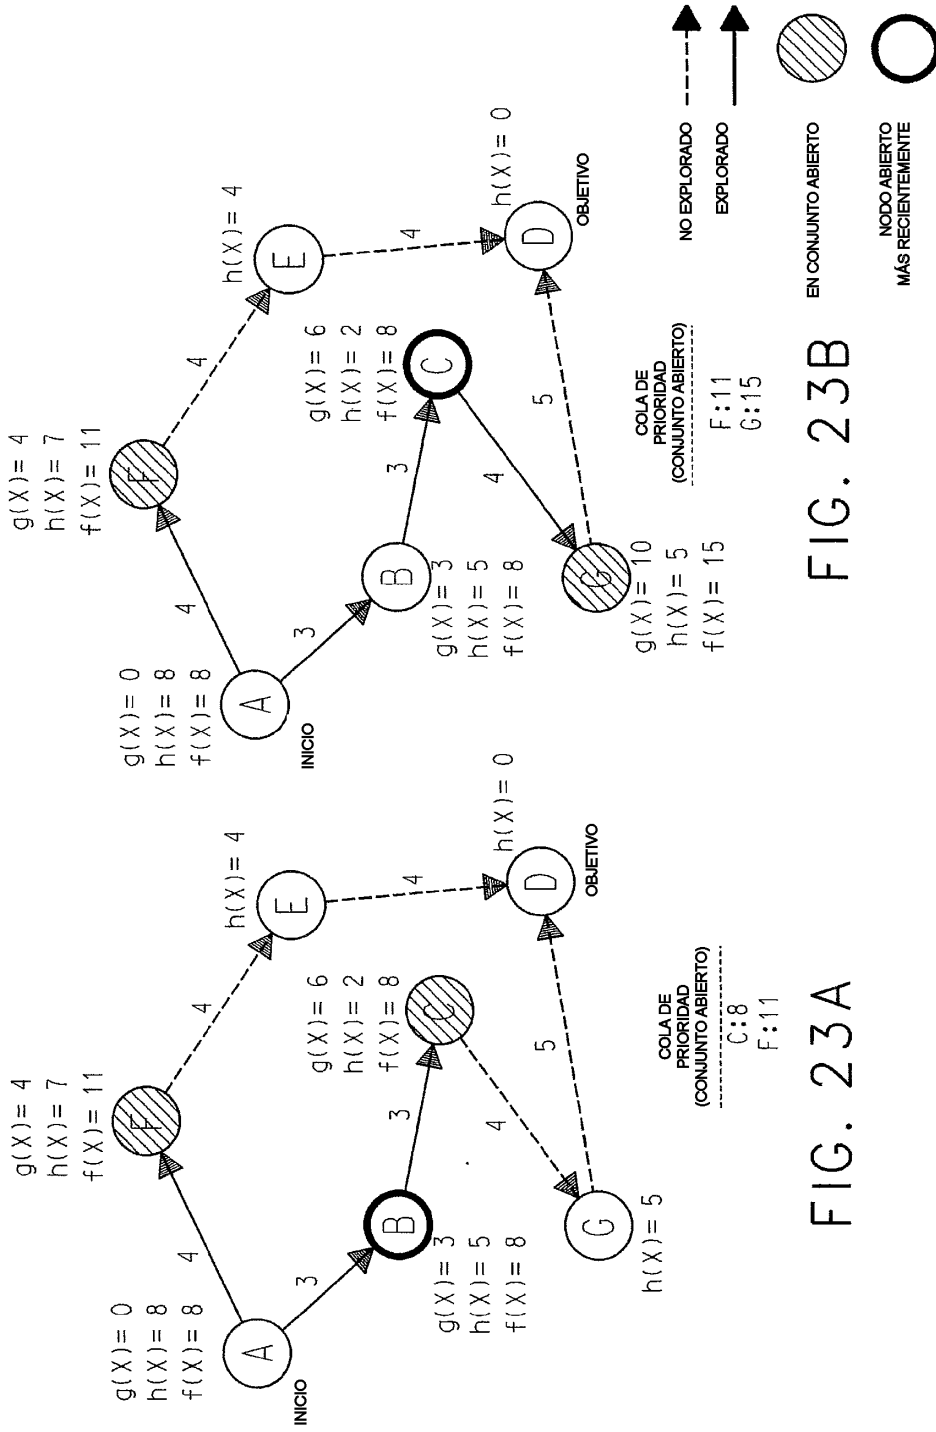 g(X)= 0
h(X)= 8
f(X)= 8
A
INICIO
4
3
g(X)= 4
h(X)= 7
f(X)= 11
F
4
h(X)= 4
E
4
B
g(X)= 3
h(X)= 5
f(X)= 8
3
g(X)= 6
h(X)= 2
f(X)= 8
C
4
G
h(X)= 5
5
h(X)= 0
D
OBJETIVO
COLA DE
PRIORIDAD
(CONJUNTO ABIERTO)
C:8
F:11
FIG. 23A
g(X)= 0
h(X)= 8
f(X)= 8
A
INICIO
4
3
g(X)= 4
h(X)= 7
f(X)= 11
F
4
h(X)= 4
E
4
B
g(X)= 3
h(X)= 5
f(X)= 8
3
g(X)= 6
h(X)= 2
f(X)= 8
C
4
G
g(X)= 10
h(X)= 5
f(X)= 15
5
h(X)= 0
D
OBJETIVO
COLA DE
PRIORIDAD
(CONJUNTO ABIERTO)
F:11
G:15
FIG. 23B
NO EXPLORADO
EXPLORADO
EN CONJUNTO ABIERTO
NODO ABIERTO
MÁS RECIENTEMENTE